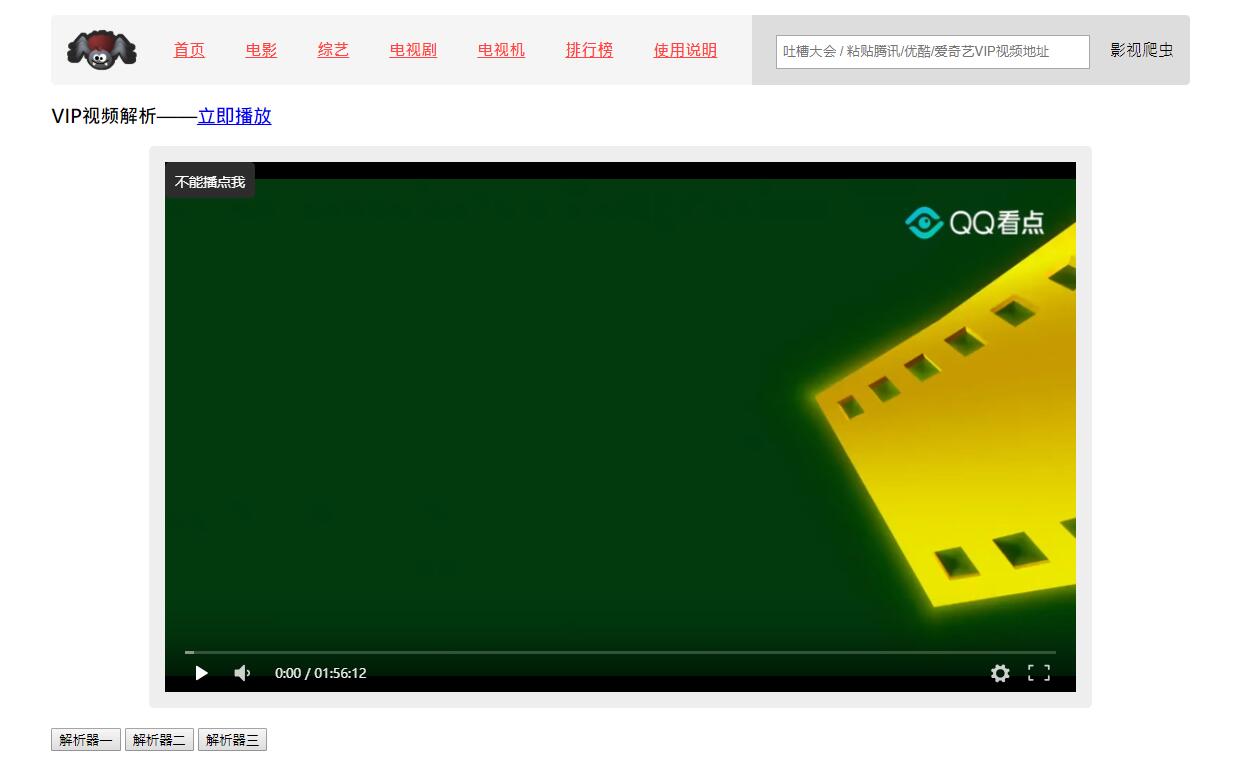 首页 电影 综艺 电视剧 电视机 排行榜 使用说明 吐槽大会 / 粘贴腾讯/优酷/爱奇艺VIP视频地址 影视爬虫
VIP视频解析——立即播放
不能播点我
QQ看点
0:00 / 01:56:12
解析器一 解析器二 解析器三